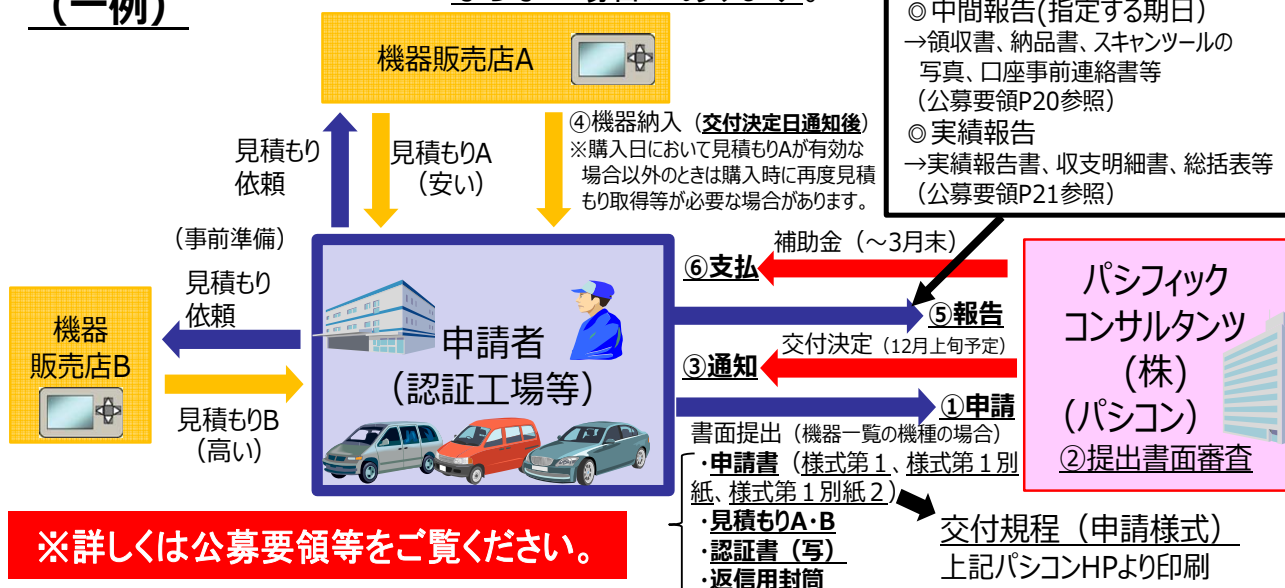 （一例）
◎中間報告(指定する期日）
→領収書、納品書、スキャンツールの
写真、口座事前連絡書等
（公募要領P20参照）
◎実績報告
→実績報告書、収支明細書、総括表等
（公募要領P21参照）
機器販売店A
④機器納入（交付決定日通知後）
※購入日において見積もりAが有効な
場合以外のときは購入時に再度見積
もり取得等が必要な場合があります。
見積もり
依頼
見積もりA
（安い）
（事前準備）
見積もり
依頼
機器
販売店B
見積もりB
（高い）
申請者
（認証工場等）
補助金（～3月末）
⑥支払
⑤報告
交付決定（12月上旬予定）
③通知
①申請
パシフィック
コンサルタンツ
（株）
（パシコン）
②提出書面審査
書面提出（機器一覧の機種の場合）
・申請書（様式第１、様式第１別
紙、様式第１別紙２）
・見積もりA・B
・認証書（写）
・返信用封筒
交付規程（申請様式）
上記パシコンHPより印刷
※詳しくは公募要領等をご覧ください。